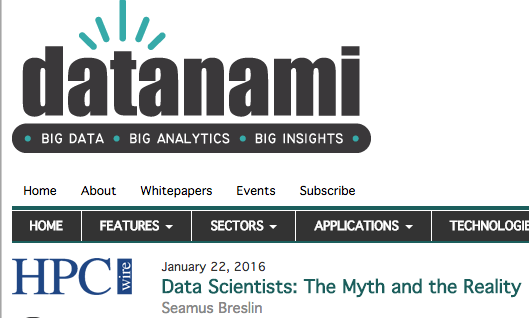 datanami
• BIG DATA • BIG ANALYTICS • BIG INSIGHTS •
Home About Whitepapers Events Subscribe
HOME FEATURES SECTORS APPLICATIONS
HPC wire
January 22, 2016
Data Scientists: The Myth and the Reality
Seamus Breslin